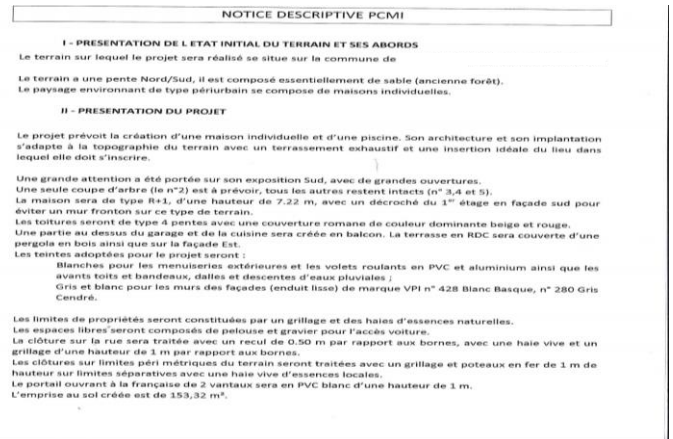 NOTICE DESCRIPTIVE PCMI
I - PRESENTATION DE L ETAT INITIAL DU TERRAIN ET SES ABORDS
Le terrain sur lequel le projet sera réalisé se situe sur la commune de
Le terrain a une pente Nord/Sud, il est composé essentiellement de sable (ancienne forêt).
Le paysage environnant de type périurbain se compose de maisons individuelles.
II - PRESENTATION DU PROJET
Le projet prévoit la création d'une maison individuelle et d'une piscine. Son architecture et son implantation
s'adapte à la topographie du terrain avec un terrassement exhaustif et une insertion idéale du lieu dans
lequel elle doit s'inscrire.
Une grande attention a été portée sur son exposition Sud, avec de grandes ouvertures.
Une seule coupe d'arbre (le n°2) est à prévoir, tous les autres restent intacts (n° 3,4 et 5).
La maison sera de type R+1, d'une hauteur de 7.22 m, avec un décroché du 1er étage en façade sud pour
éviter un mur fronton sur ce type de terrain.
Les toitures seront de type 4 pentes avec une couverture romane de couleur dominante beige et rouge.
Une partie au dessus du garage et de la cuisine sera créée en balcon. La terrasse en RDC sera couverte d'une
pergola en bois ainsi que sur la façade Est.
Les teintes adoptées pour le projet seront :
Blanches pour les menuiseries extérieures et les volets roulants en PVC et aluminium ainsi que les
avants toits et bandeaux, dalles et descentes d'eaux pluviales ;
Gris et blanc pour les murs des façades (enduit lisse) de marque VPI n° 428 Blanc Basque, n° 280 Gris
Cendré.
Les limites de propriétés seront constituées par un grillage et des haies d'essences naturelles.
Les espaces libres seront composés de pelouse et gravier pour l'accès voiture.
La clôture sur la rue sera traitée avec un recul de 0.50 m par rapport aux bornes, avec une haie vive et un
grillage d'une hauteur de 1 m par rapport aux bornes.
Les clôtures sur limites péri métriques du terrain seront traitées avec un grillage et poteaux en fer de 1 m de
hauteur sur limites séparatives avec une haie vive d'essences locales.
Le portail ouvrant à la française de 2 vantaux sera en PVC blanc d'une hauteur de 1 m.
L'emprise au sol créée est de 153,32 m².